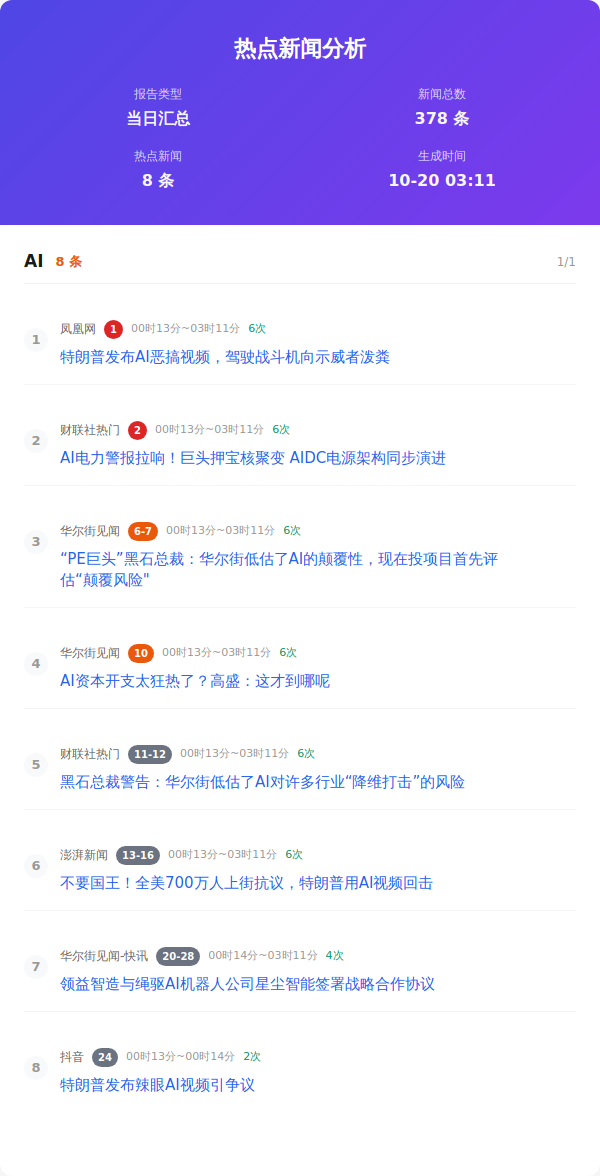 热点新闻分析
报告类型
当日汇总
新闻总数
378 条
热点新闻
8 条
生成时间
10-20 03:11
AI 8 条 1/1
1
凤凰网 1 00时13分~03时11分 6次
特朗普发布AI恶搞视频，驾驶战斗机向示威者泼粪
2
财联社热门 2 00时13分~03时11分 6次
AI电力警报拉响！巨头押宝核聚变 AIDC电源架构同步演进
3
华尔街见闻 6-7 00时13分~03时11分 6次
“PE巨头”黑石总裁：华尔街低估了AI的颠覆性，现在投项目首先评
估“颠覆风险"
4
华尔街见闻 10 00时13分~03时11分 6次
AI资本开支太狂热了？高盛：这才到哪呢
5
财联社热门 11-12 00时13分~03时11分 6次
黑石总裁警告：华尔街低估了AI对许多行业“降维打击”的风险
6
澎湃新闻 13-16 00时13分~03时11分 6次
不要国王！全美700万人上街抗议，特朗普用AI视频回击
7
华尔街见闻-快讯 20-28 00时14分~03时11分 4次
领益智造与绳驱AI机器人公司星尘智能签署战略合作协议
8
抖音 24 00时13分~00时14分 2次
特朗普发布辣眼AI视频引争议